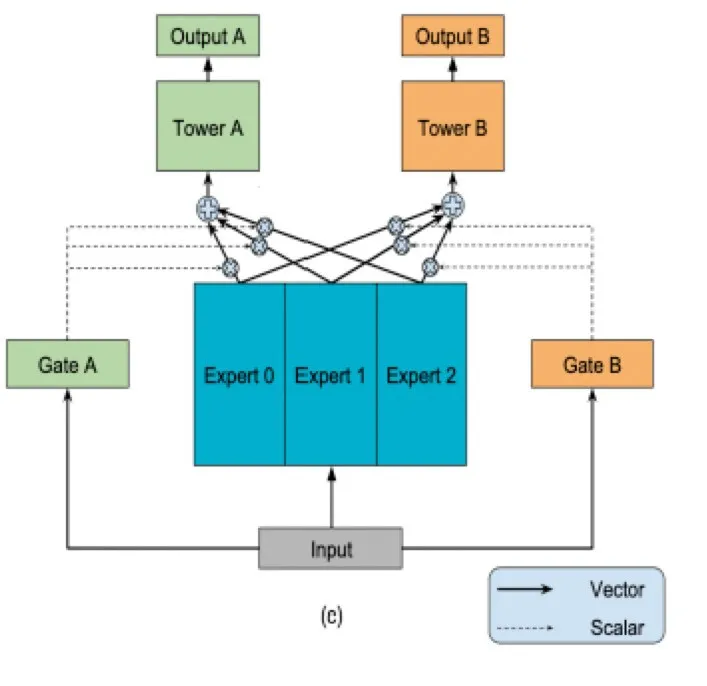 Output A
Output B
Tower A
Tower B
Gate A
Expert 0
Expert 1
Expert 2
Gate B
Input
(c)
Vector
Scalar